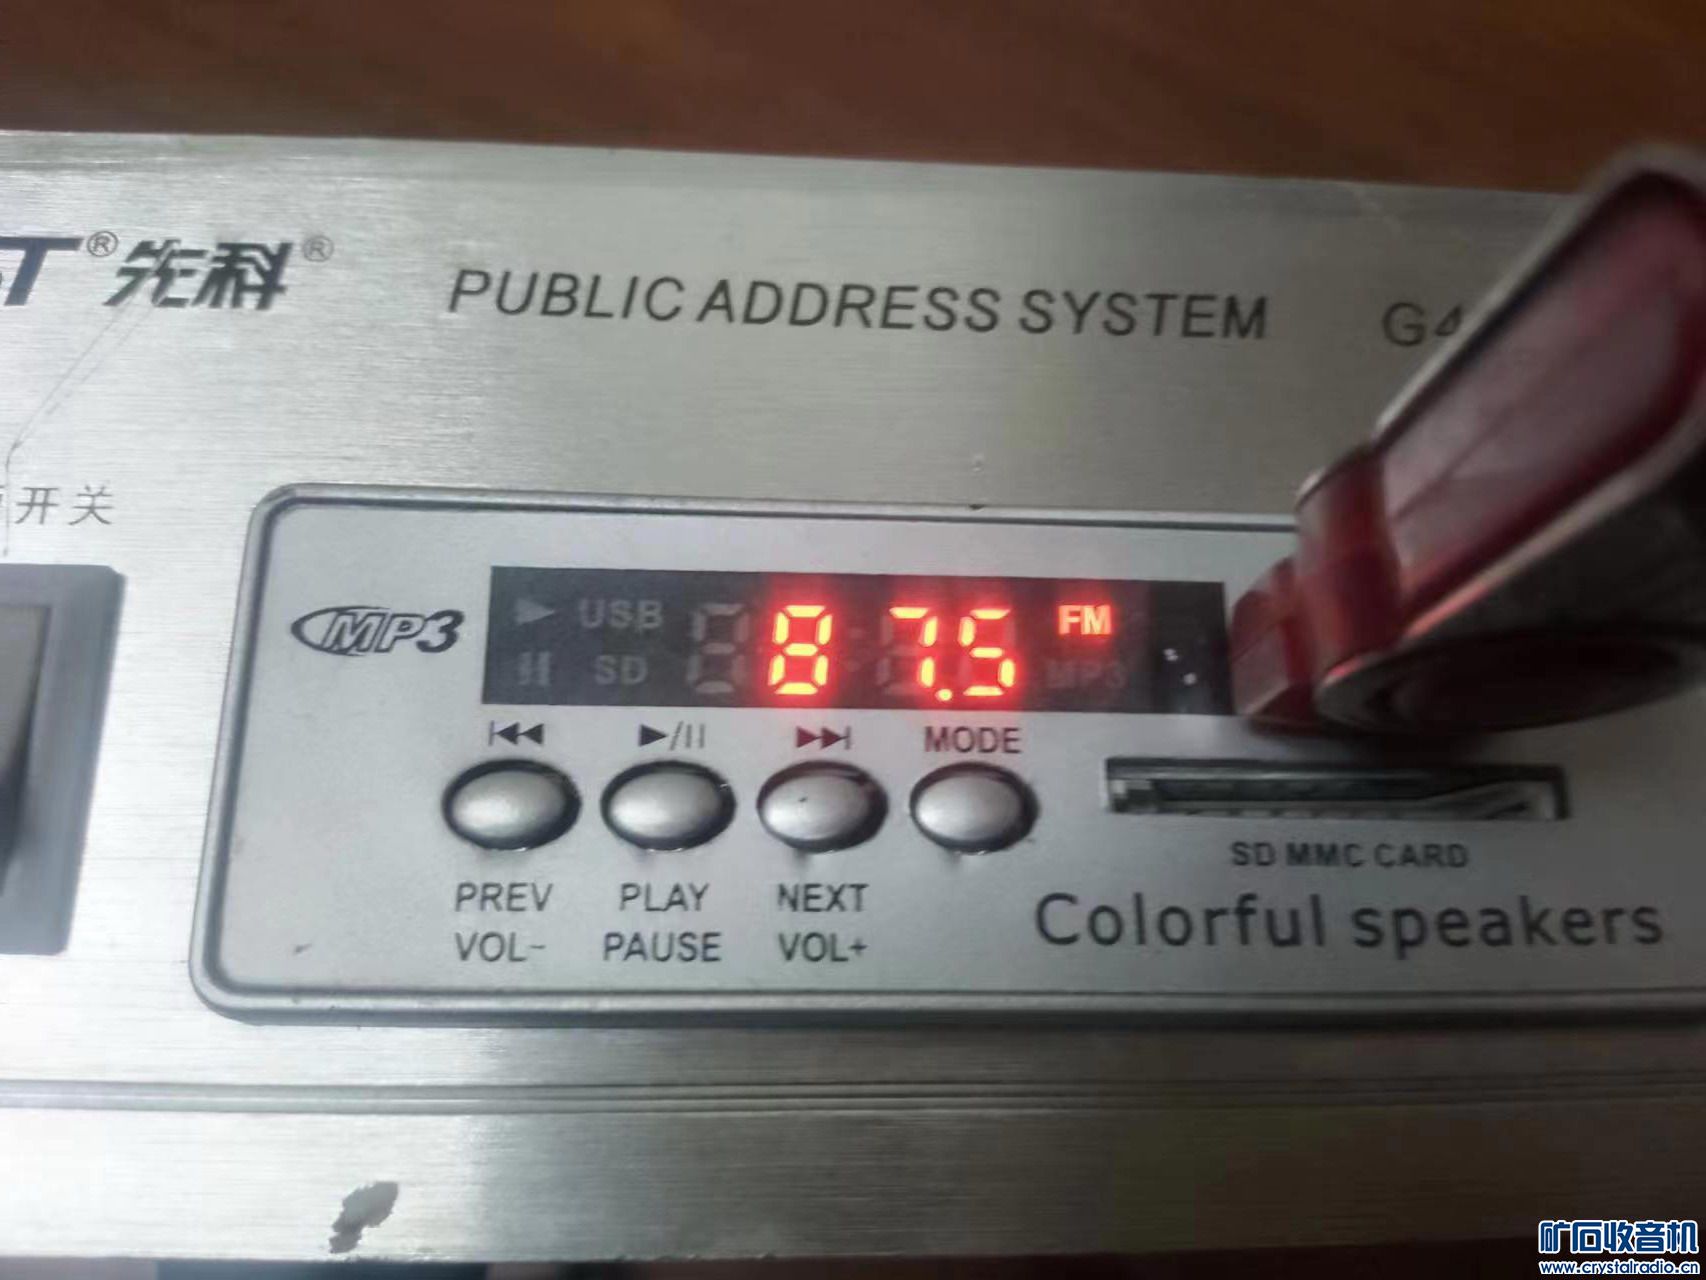 T® 先科®
PUBLIC ADDRESS SYSTEM
开关
MP3
USB
SD
87.5
FM
MP3
MODE
PREV
VOL-
PLAY
PAUSE
NEXT
VOL+
SD MMC CARD
Colorful speakers
矿石收音机
www.crystalradio.cn